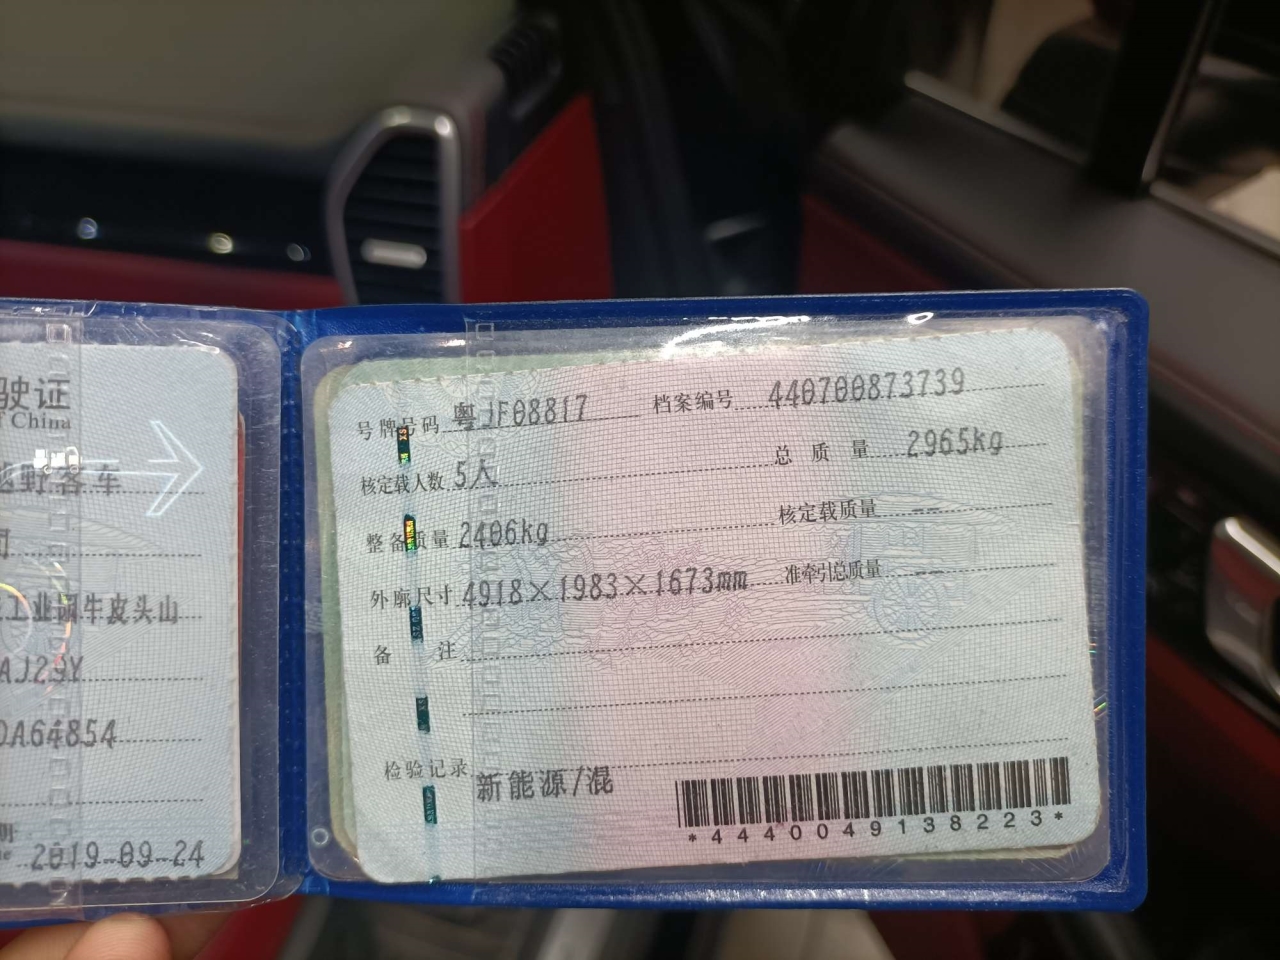 驶证
China
越野客车
司
工业园牛皮头山
AJ29Y
0A64854
2019-09-24
号牌号码 粤JF08817 档案编号 440700873739
核定载人数 5人 总质量 2965kg
整备质量 2406kg 核定载质量 --
外廓尺寸 4918×1983×1673mm 准牵引总质量 --
备注
检验记录 新能源/混
*4440049138223*